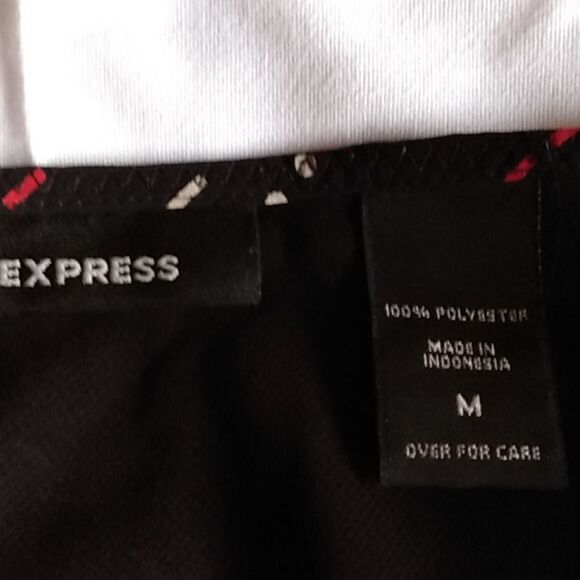 EXPRESS
100% POLYESTER
MADE IN
INDONESIA
M
OVER FOR CARE